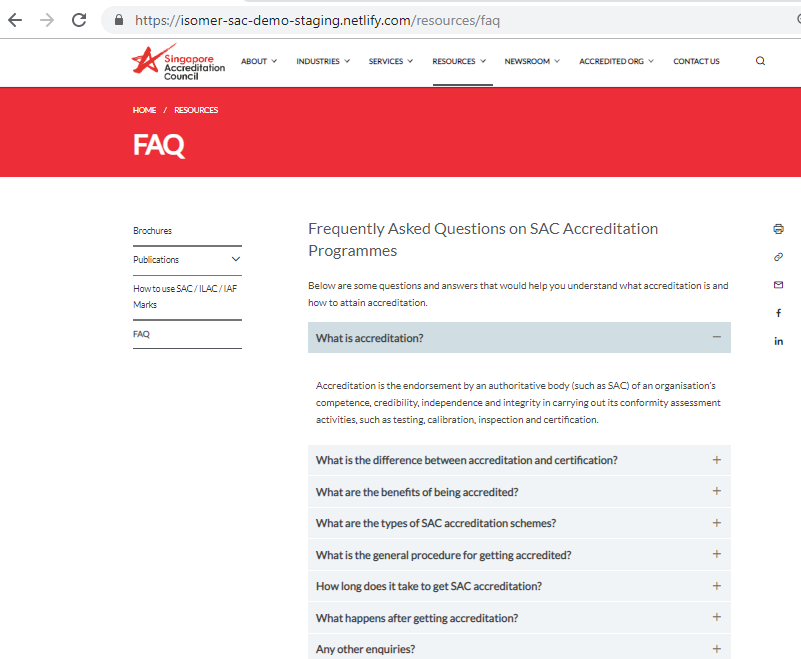 https://isomer-sac-demo-staging.netlify.com/resources/faq
Singapore
Accreditation
Council
ABOUT
INDUSTRIES
SERVICES
RESOURCES
NEWSROOM
ACCREDITED ORG
CONTACT US
HOME / RESOURCES
FAQ
Brochures
Publications
How to use SAC / ILAC / IAF
Marks
FAQ
Frequently Asked Questions on SAC Accreditation
Programmes
Below are some questions and answers that would help you understand what accreditation is and
how to attain accreditation.
What is accreditation?
Accreditation is the endorsement by an authoritative body (such as SAC) of an organisation's
competence, credibility, independence and integrity in carrying out its conformity assessment
activities, such as testing, calibration, inspection and certification.
What is the difference between accreditation and certification?
What are the benefits of being accredited?
What are the types of SAC accreditation schemes?
What is the general procedure for getting accredited?
How long does it take to get SAC accreditation?
What happens after getting accreditation?
Any other enquiries?
f
in